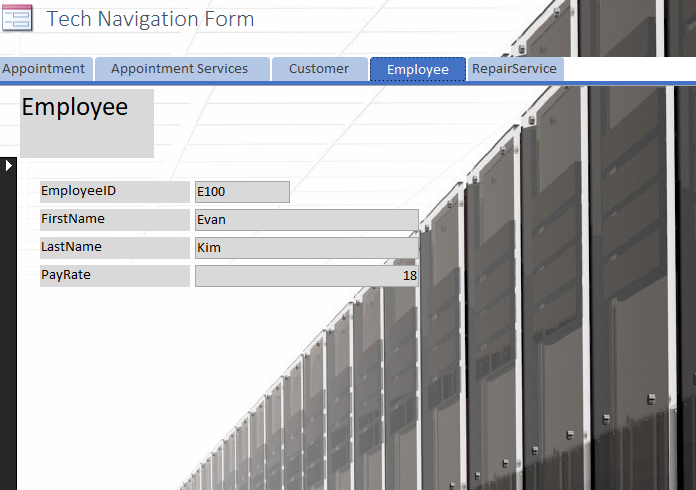 Tech Navigation Form
Appointment Appointment Services Customer Employee RepairService
Employee
EmployeeID E100
FirstName Evan
LastName Kim
PayRate 18